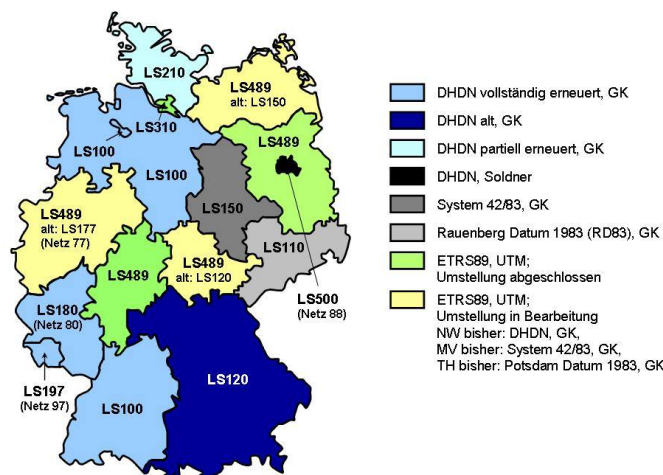 LS210
LS489
alt: LS150
LS310
LS100
LS489
LS100
LS489
alt: LS177
(Netz 77)
LS150
LS110
LS489
LS489
alt: LS120
LS180
(Netz 80)
LS500
(Netz 88)
LS197
(Netz 97)
LS120
LS100
DHDN vollständig erneuert, GK
DHDN alt, GK
DHDN partiell erneuert, GK
DHDN, Soldner
System 42/83, GK
Rauenberg Datum 1983 (RD83), GK
ETRS89, UTM;
Umstellung abgeschlossen
ETRS89, UTM;
Umstellung in Bearbeitung
NW bisher: DHDN, GK,
MV bisher: System 42/83, GK,
TH bisher: Potsdam Datum 1983, GK